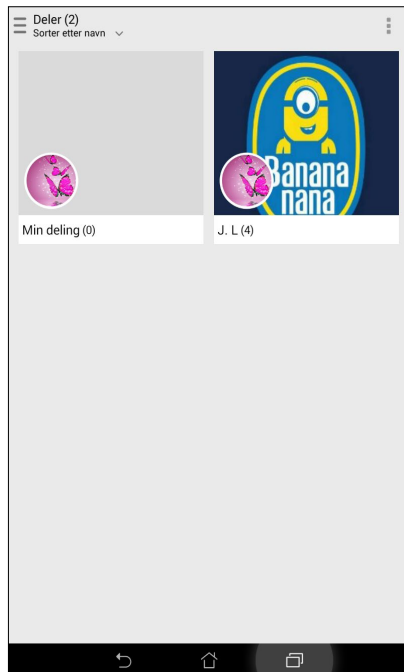 Deler (2)
Sorter etter navn
Banana
nana
Min deling (0)
J. L (4)